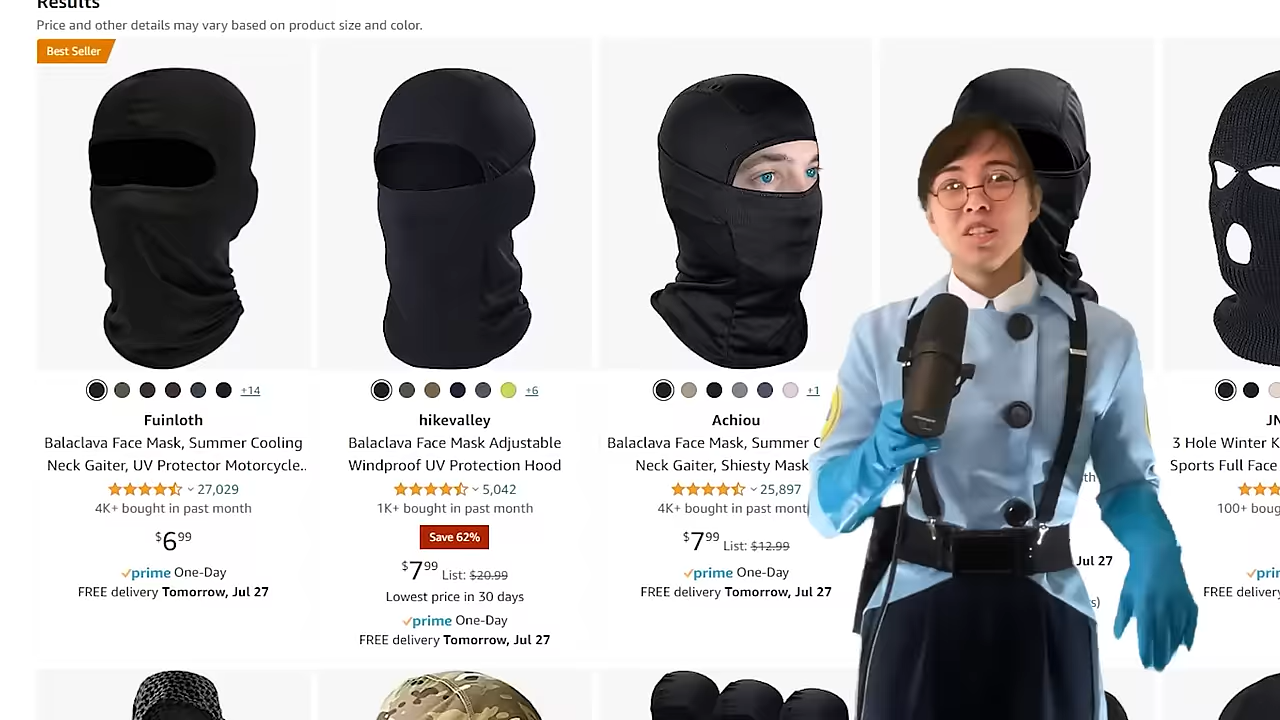 Results
Price and other details may vary based on product size and color.
Best Seller
+14
Fuinloth
Balaclava Face Mask, Summer Cooling
Neck Gaiter, UV Protector Motorcycle..
27,029
4K+ bought in past month
$6 99
prime One-Day
FREE delivery Tomorrow, Jul 27
+6
hikevalley
Balaclava Face Mask Adjustable
Windproof UV Protection Hood
5,042
1K+ bought in past month
Save 62%
$7 99 List: $20.99
Lowest price in 30 days
prime One-Day
FREE delivery Tomorrow, Jul 27
+1
Achiou
Balaclava Face Mask, Summer C
Neck Gaiter, Shiesty Mask
25,897
4K+ bought in past month
$7 99 List: $12.99
prime One-Day
FREE delivery Tomorrow, Jul 27
th
Jul 27
s)
JN
3 Hole Winter K
Sports Full Face
100+ boug
prin
FREE delive